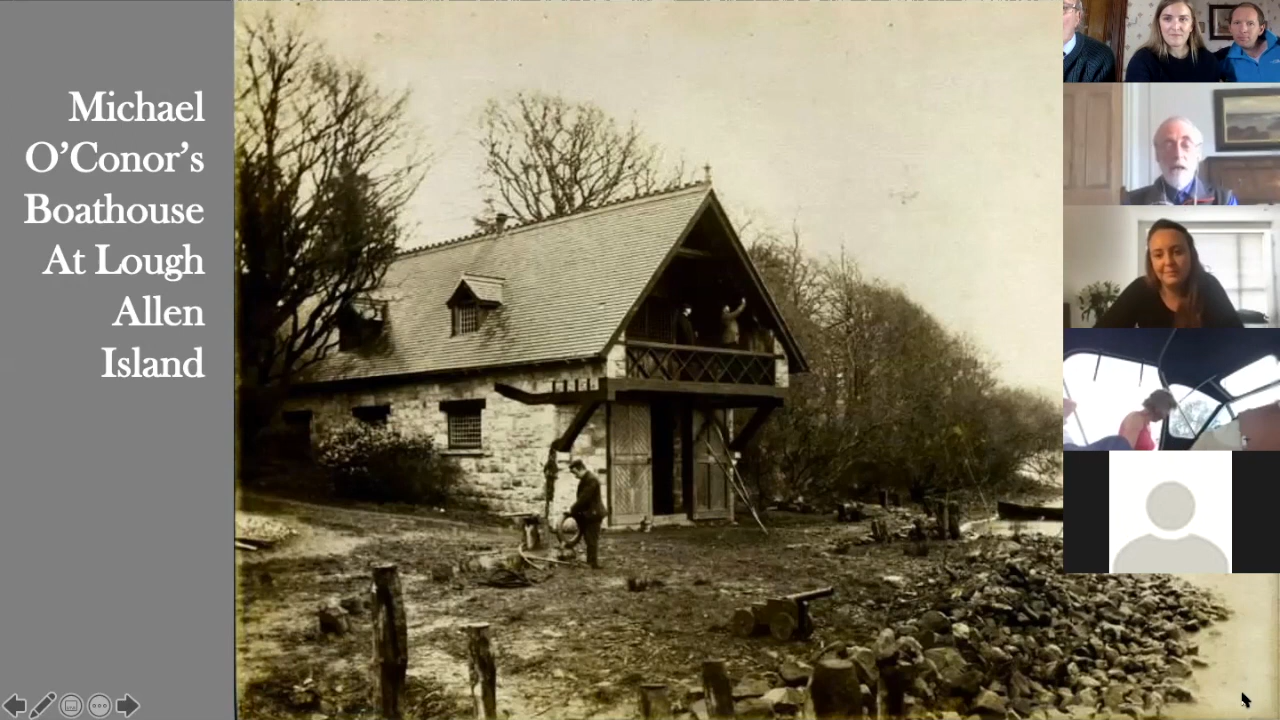 Michael
O’Conor’s
Boathouse
At Lough
Allen
Island